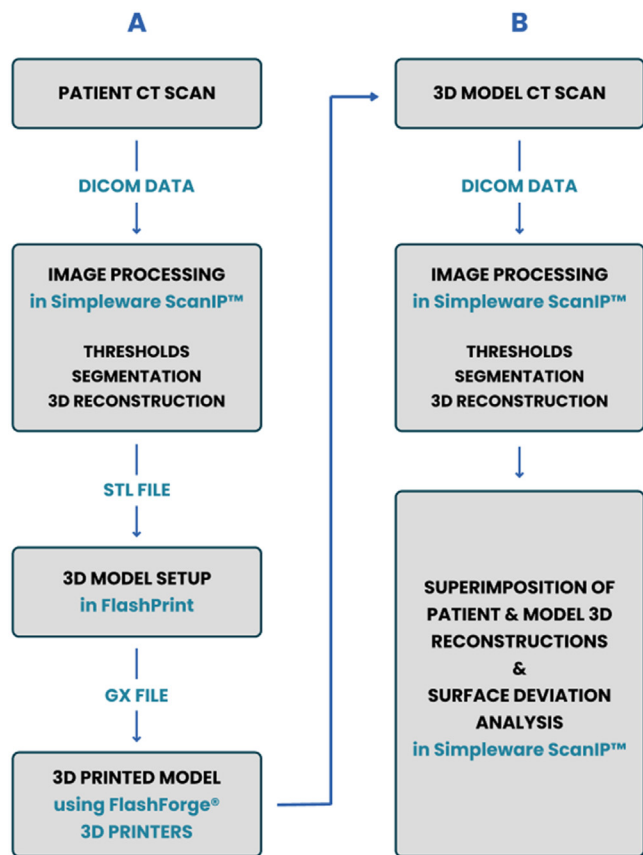 A
PATIENT CT SCAN
DICOM DATA
IMAGE PROCESSING
in Simpleware ScanIP™
THRESHOLDS
SEGMENTATION
3D RECONSTRUCTION
STL FILE
3D MODEL SETUP
in FlashPrint
GX FILE
3D PRINTED MODEL
using FlashForge®
3D PRINTERS
B
3D MODEL CT SCAN
DICOM DATA
IMAGE PROCESSING
in Simpleware ScanIP™
THRESHOLDS
SEGMENTATION
3D RECONSTRUCTION
SUPERIMPOSITION OF
PATIENT & MODEL 3D
RECONSTRUCTIONS
&
SURFACE DEVIATION
ANALYSIS
in Simpleware ScanIP™